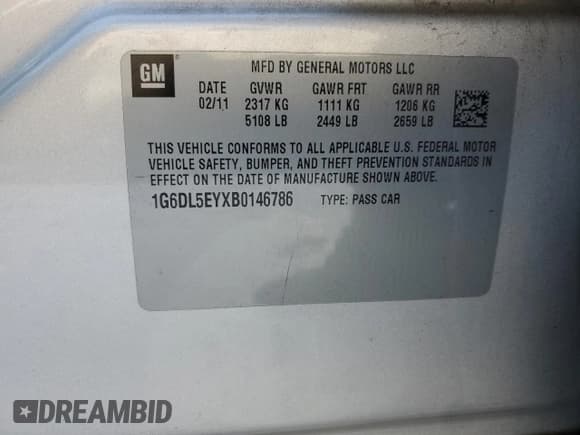 GM ®
MFD BY GENERAL MOTORS LLC
DATE GVWR GAWR FRT GAWR RR
02/11 2317 KG 1111 KG 1206 KG
5108 LB 2449 LB 2659 LB
THIS VEHICLE CONFORMS TO ALL APPLICABLE U.S. FEDERAL MOTOR
VEHICLE SAFETY, BUMPER, AND THEFT PREVENTION STANDARDS IN
EFFECT ON THE DATE OF MANUFACTURE SHOWN ABOVE.
1G6DL5EYXB0146786 TYPE: PASS CAR
DREAMBID